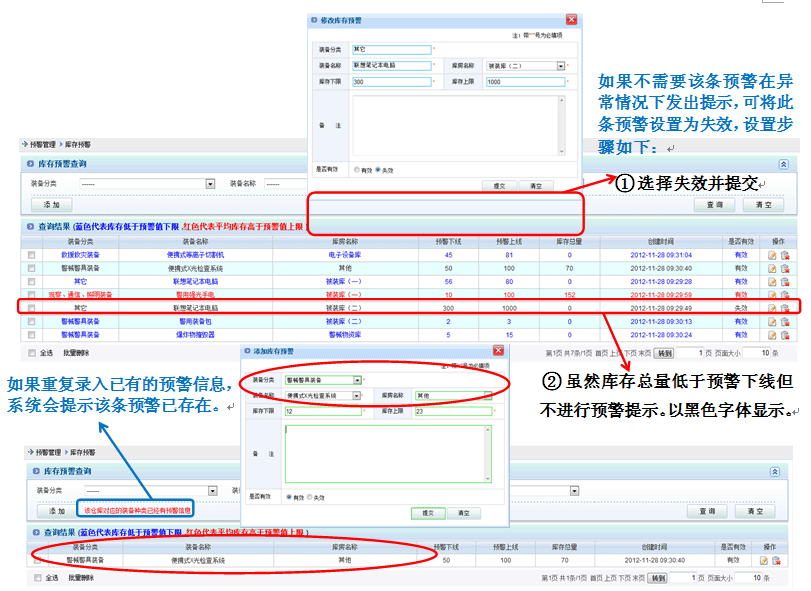 修改库存预警
注：带"*"号为必填项
装备分类 其它 *
装备名称 联想笔记本电脑 * 库房名称 被装库（二） *
库存下限 300 * 库存上限 1000 *
备 注
是否有效 有效 失效
提交 清空
如果不需要该条预警在异
常情况下发出提示，可将此
条预警设置为失效，设置步
骤如下：
①选择失效并提交
预警管理 > 库存预警
库存预警查询
装备分类 ------ 装备名称 ------
添加 查询 清空
查询结果 (蓝色代表库存低于预警值下限 ,红色代表平均库存高于预警值上限 )
装备分类 装备名称 库房名称 预警下线 预警上线 库存总量 创建时间 是否有效 操作
救援砍灾装备 便携式等离子切割机 电子设备库 45 81 0 2012-11-28 09:31:04 有效
警械警具装备 便携式X光检查系统 其他 50 100 70 2012-11-28 09:30:40 有效
其它 联想笔记本电脑 被装库（一） 56 80 0 2012-11-28 09:29:28 有效
观察、通信、照明装备 警用强光手电 被装库（一） 10 100 152 2012-11-28 09:29:59 有效
其它 联想笔记本电脑 被装库（二） 300 1000 0 2012-11-28 09:29:49 失效
警械警具装备 警用装备包 被装库（二） 2 3 0 2012-11-28 09:30:13 有效
警械警具装备 爆炸物摧毁器 警械物资库 5 15 0 2012-11-28 09:30:24 有效
全选 批量删除 第1页 共7条/1页 首页 上页 下页 末页 转到 1 页 页面大小 10 条
添加库存预警
注：带"*"号为必填项
装备分类 警械警具装备 *
装备名称 便携式X光检查系统 * 库房名称 其他
库存下限 12 * 库存上限 23 *
备 注
是否有效 有效 失效
提交 清空
如果重复录入已有的预警信息，
系统会提示该条预警已存在。
②虽然库存总量低于预警下线但
不进行预警提示。以黑色字体显示。
预警管理 > 库存预警
库存预警查询
装备分类 ------
添加 该仓库对应的装备种类已经有预警信息 查询 清空
查询结果 (蓝色代表库存低于预警值下限 ,红色代表平均库存高于预警值上限 )
装备分类 装备名称 库房名称 预警下线 预警上线 库存总量 创建时间 是否有效 操作
警械警具装备 便携式X光检查系统 其他 50 100 70 2012-11-28 09:30:40 有效
全选 批量删除 第1页 共1条/1页 首页 上页 下页 末页 转到 1 页 页面大小 10 条